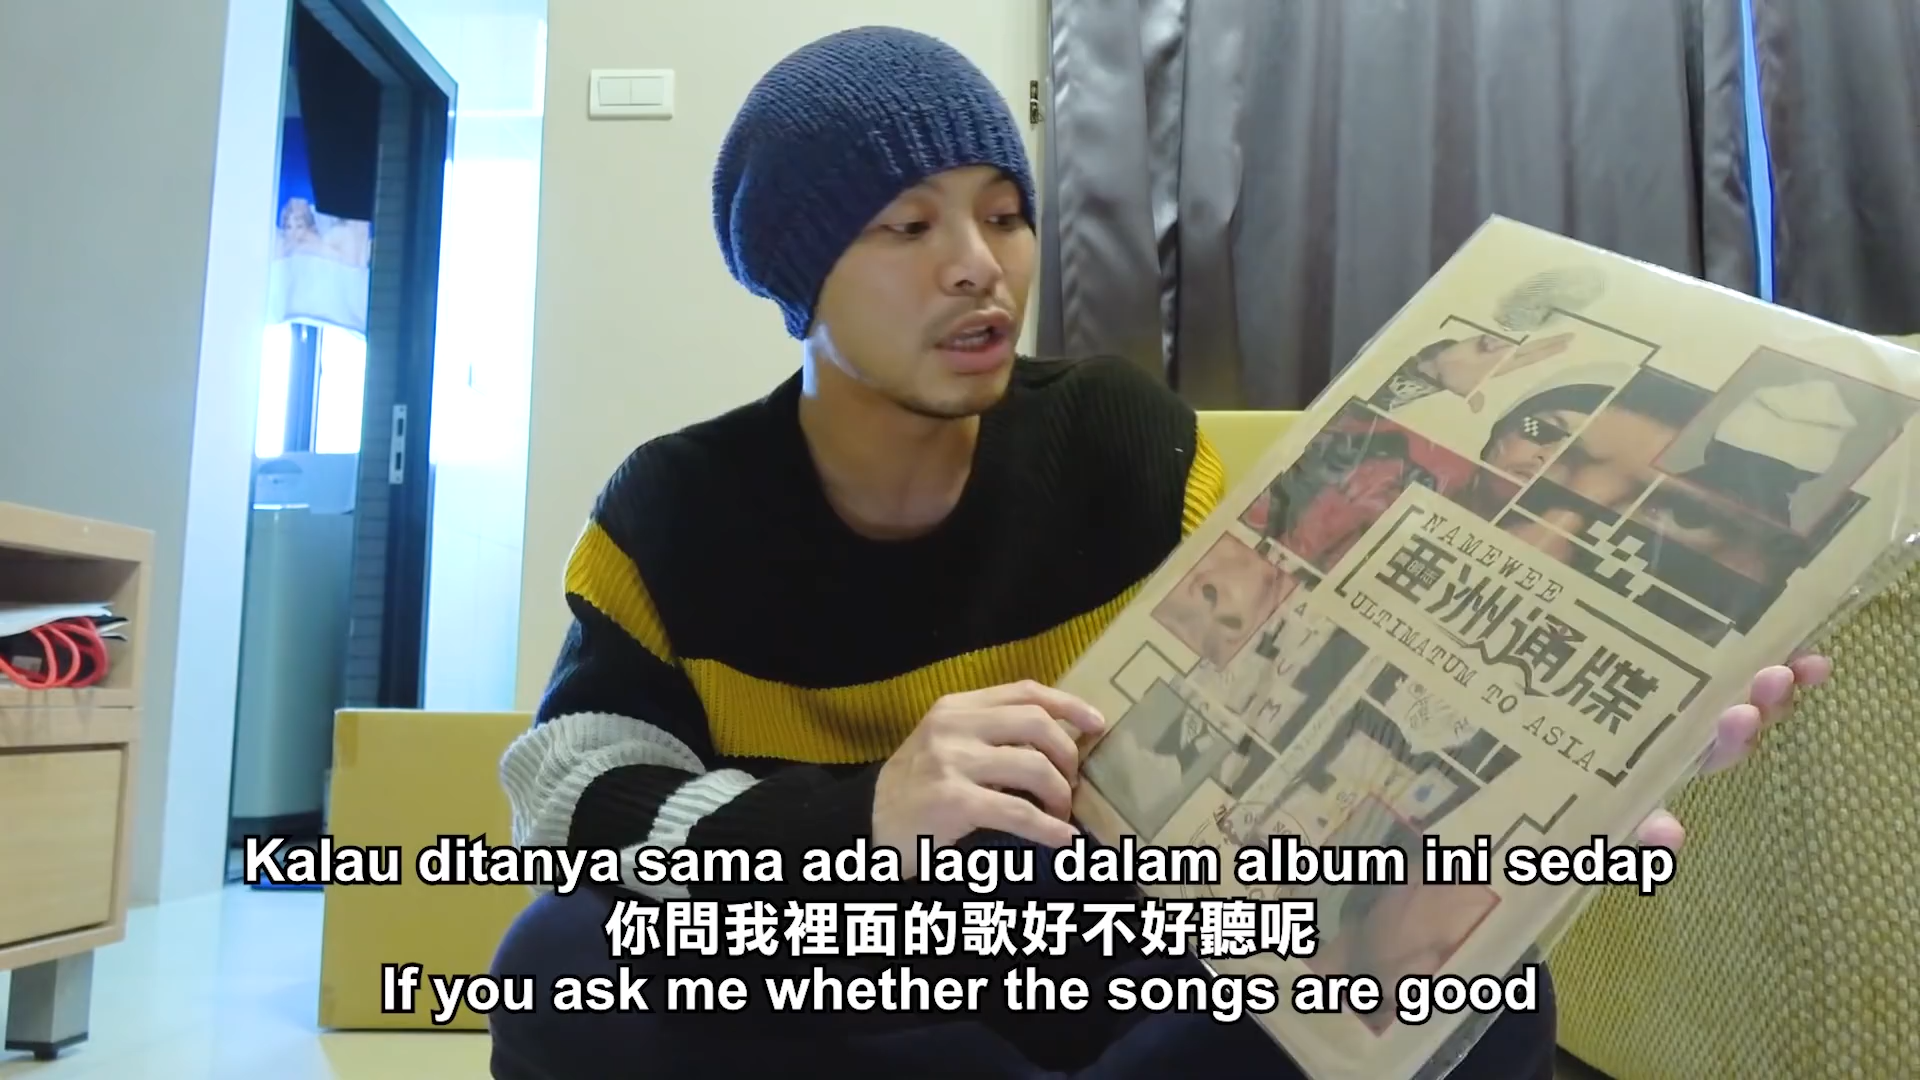 NAMEWEE
亞洲通牒
ULTIMATUM TO ASIA
Kalau ditanya sama ada lagu dalam album ini sedap
你問我裡面的歌好不好聽呢
If you ask me whether the songs are good